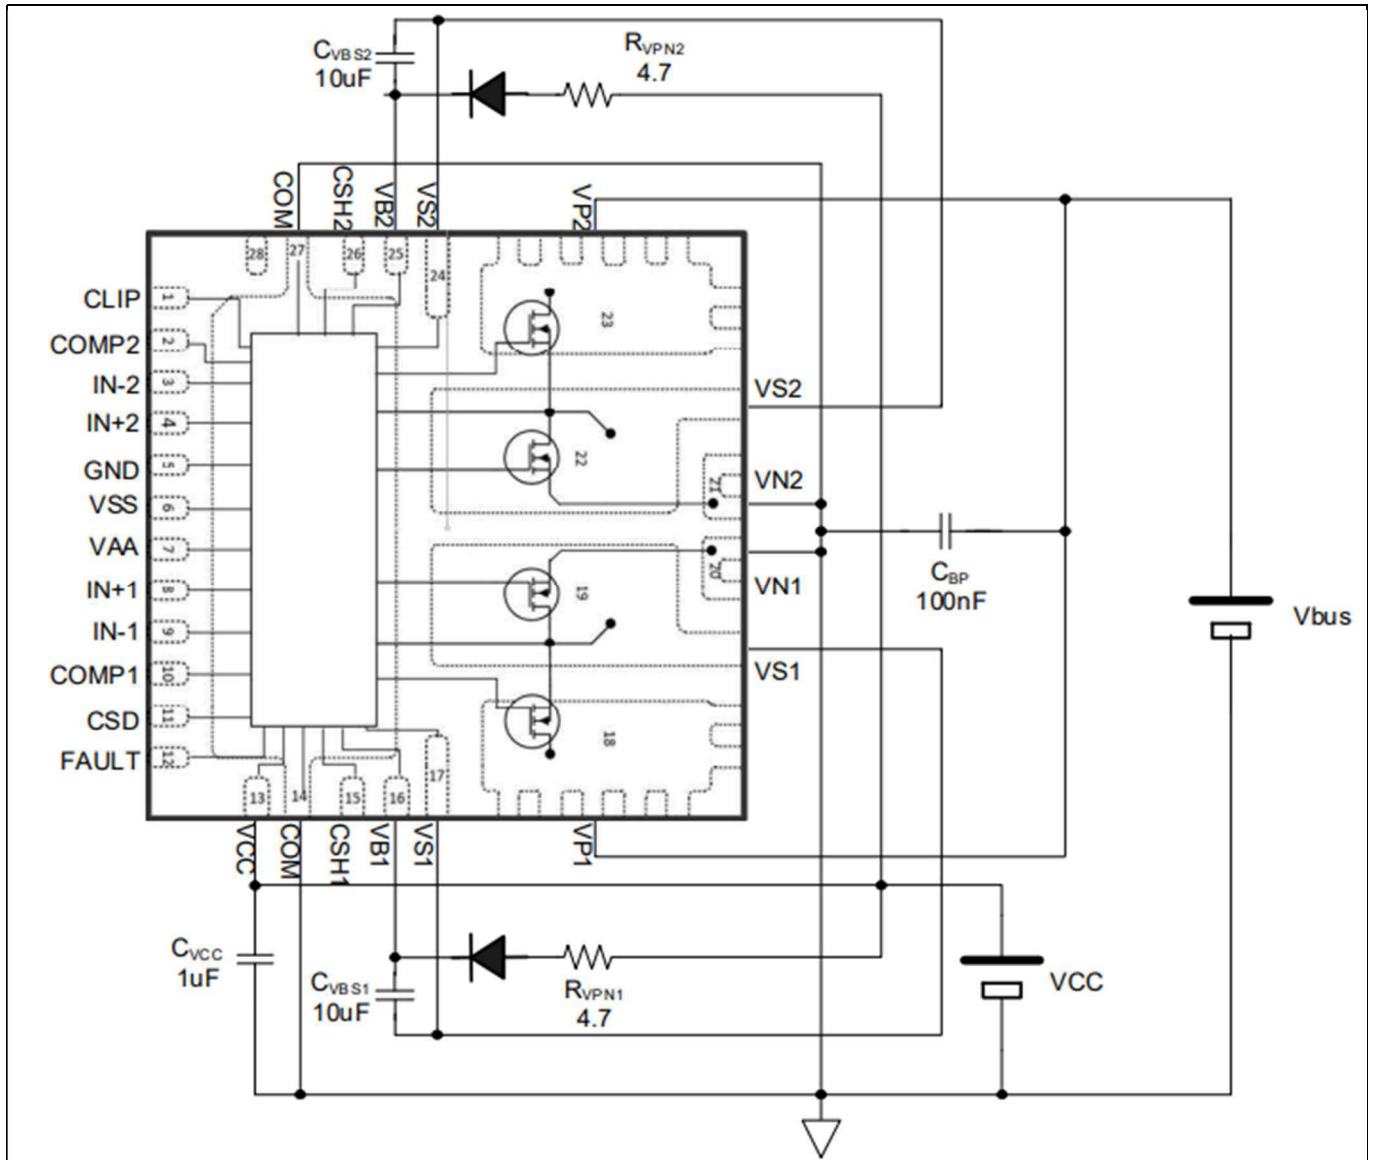 CVBS2
10uF
RVPN2
4.7
COM
CSH2
VB2
VS2
VP2
28
27
26
25
24
23
CLIP
1
COMP2
2
IN-2
3
IN+2
4
GND
5
VSS
6
VAA
7
IN+1
8
IN-1
9
COMP1
10
CSD
11
FAULT
12
VS2
22
21
VN2
20
VN1
19
VS1
18
CBP
100nF
Vbus
13
14
15
16
17
VCC
COM
CSH1
VB1
VS1
VP1
CVCC
1uF
CVBS1
10uF
RVPN1
4.7
VCC